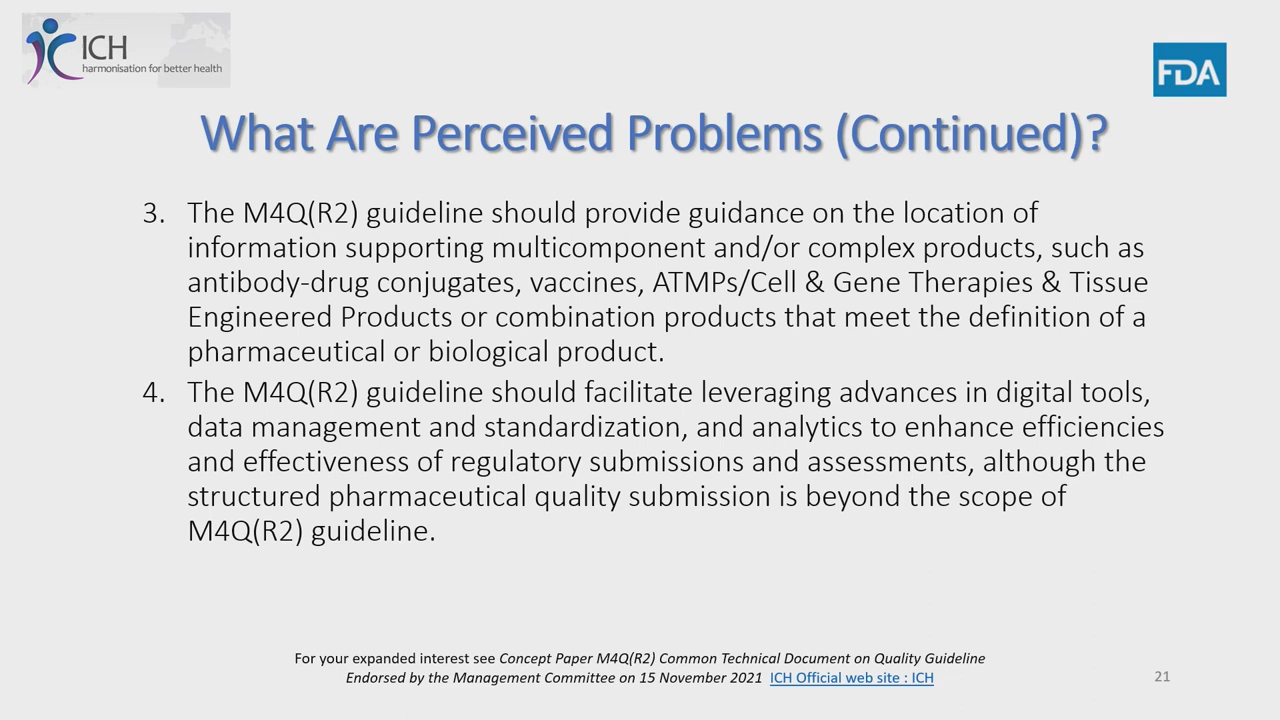 ICH
harmonisation for better health
FDA
What Are Perceived Problems (Continued)?
3. The M4Q(R2) guideline should provide guidance on the location of
information supporting multicomponent and/or complex products, such as
antibody-drug conjugates, vaccines, ATMPs/Cell & Gene Therapies & Tissue
Engineered Products or combination products that meet the definition of a
pharmaceutical or biological product.
4. The M4Q(R2) guideline should facilitate leveraging advances in digital tools,
data management and standardization, and analytics to enhance efficiencies
and effectiveness of regulatory submissions and assessments, although the
structured pharmaceutical quality submission is beyond the scope of
M4Q(R2) guideline.
For your expanded interest see Concept Paper M4Q(R2) Common Technical Document on Quality Guideline
Endorsed by the Management Committee on 15 November 2021 ICH Official web site : ICH
21